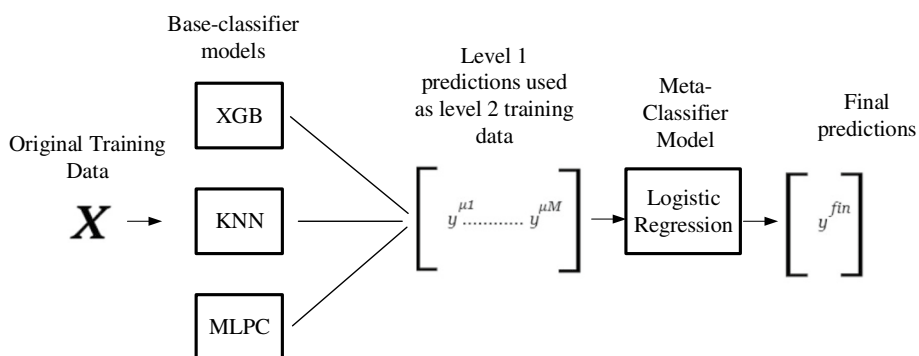 Base-classifier
models
XGB
KNN
MLPC
Original Training
Data
X
Level 1
predictions used
as level 2 training
data
y^μ1 ............ y^μM
Meta-
Classifier
Model
Logistic
Regression
Final
predictions
y^fin